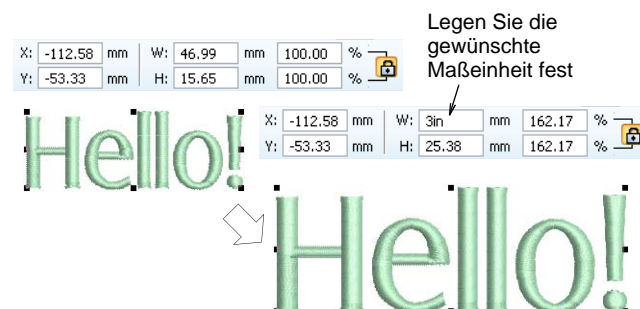 Legen Sie die
gewünschte
Maßeinheit fest
X: -112.58 mm W: 46.99 mm 100.00 %
Y: -53.33 mm H: 15.65 mm 100.00 %
Hello!
X: -112.58 mm W: 3in mm 162.17 %
Y: -53.33 mm H: 25.38 mm 162.17 %
Hello!